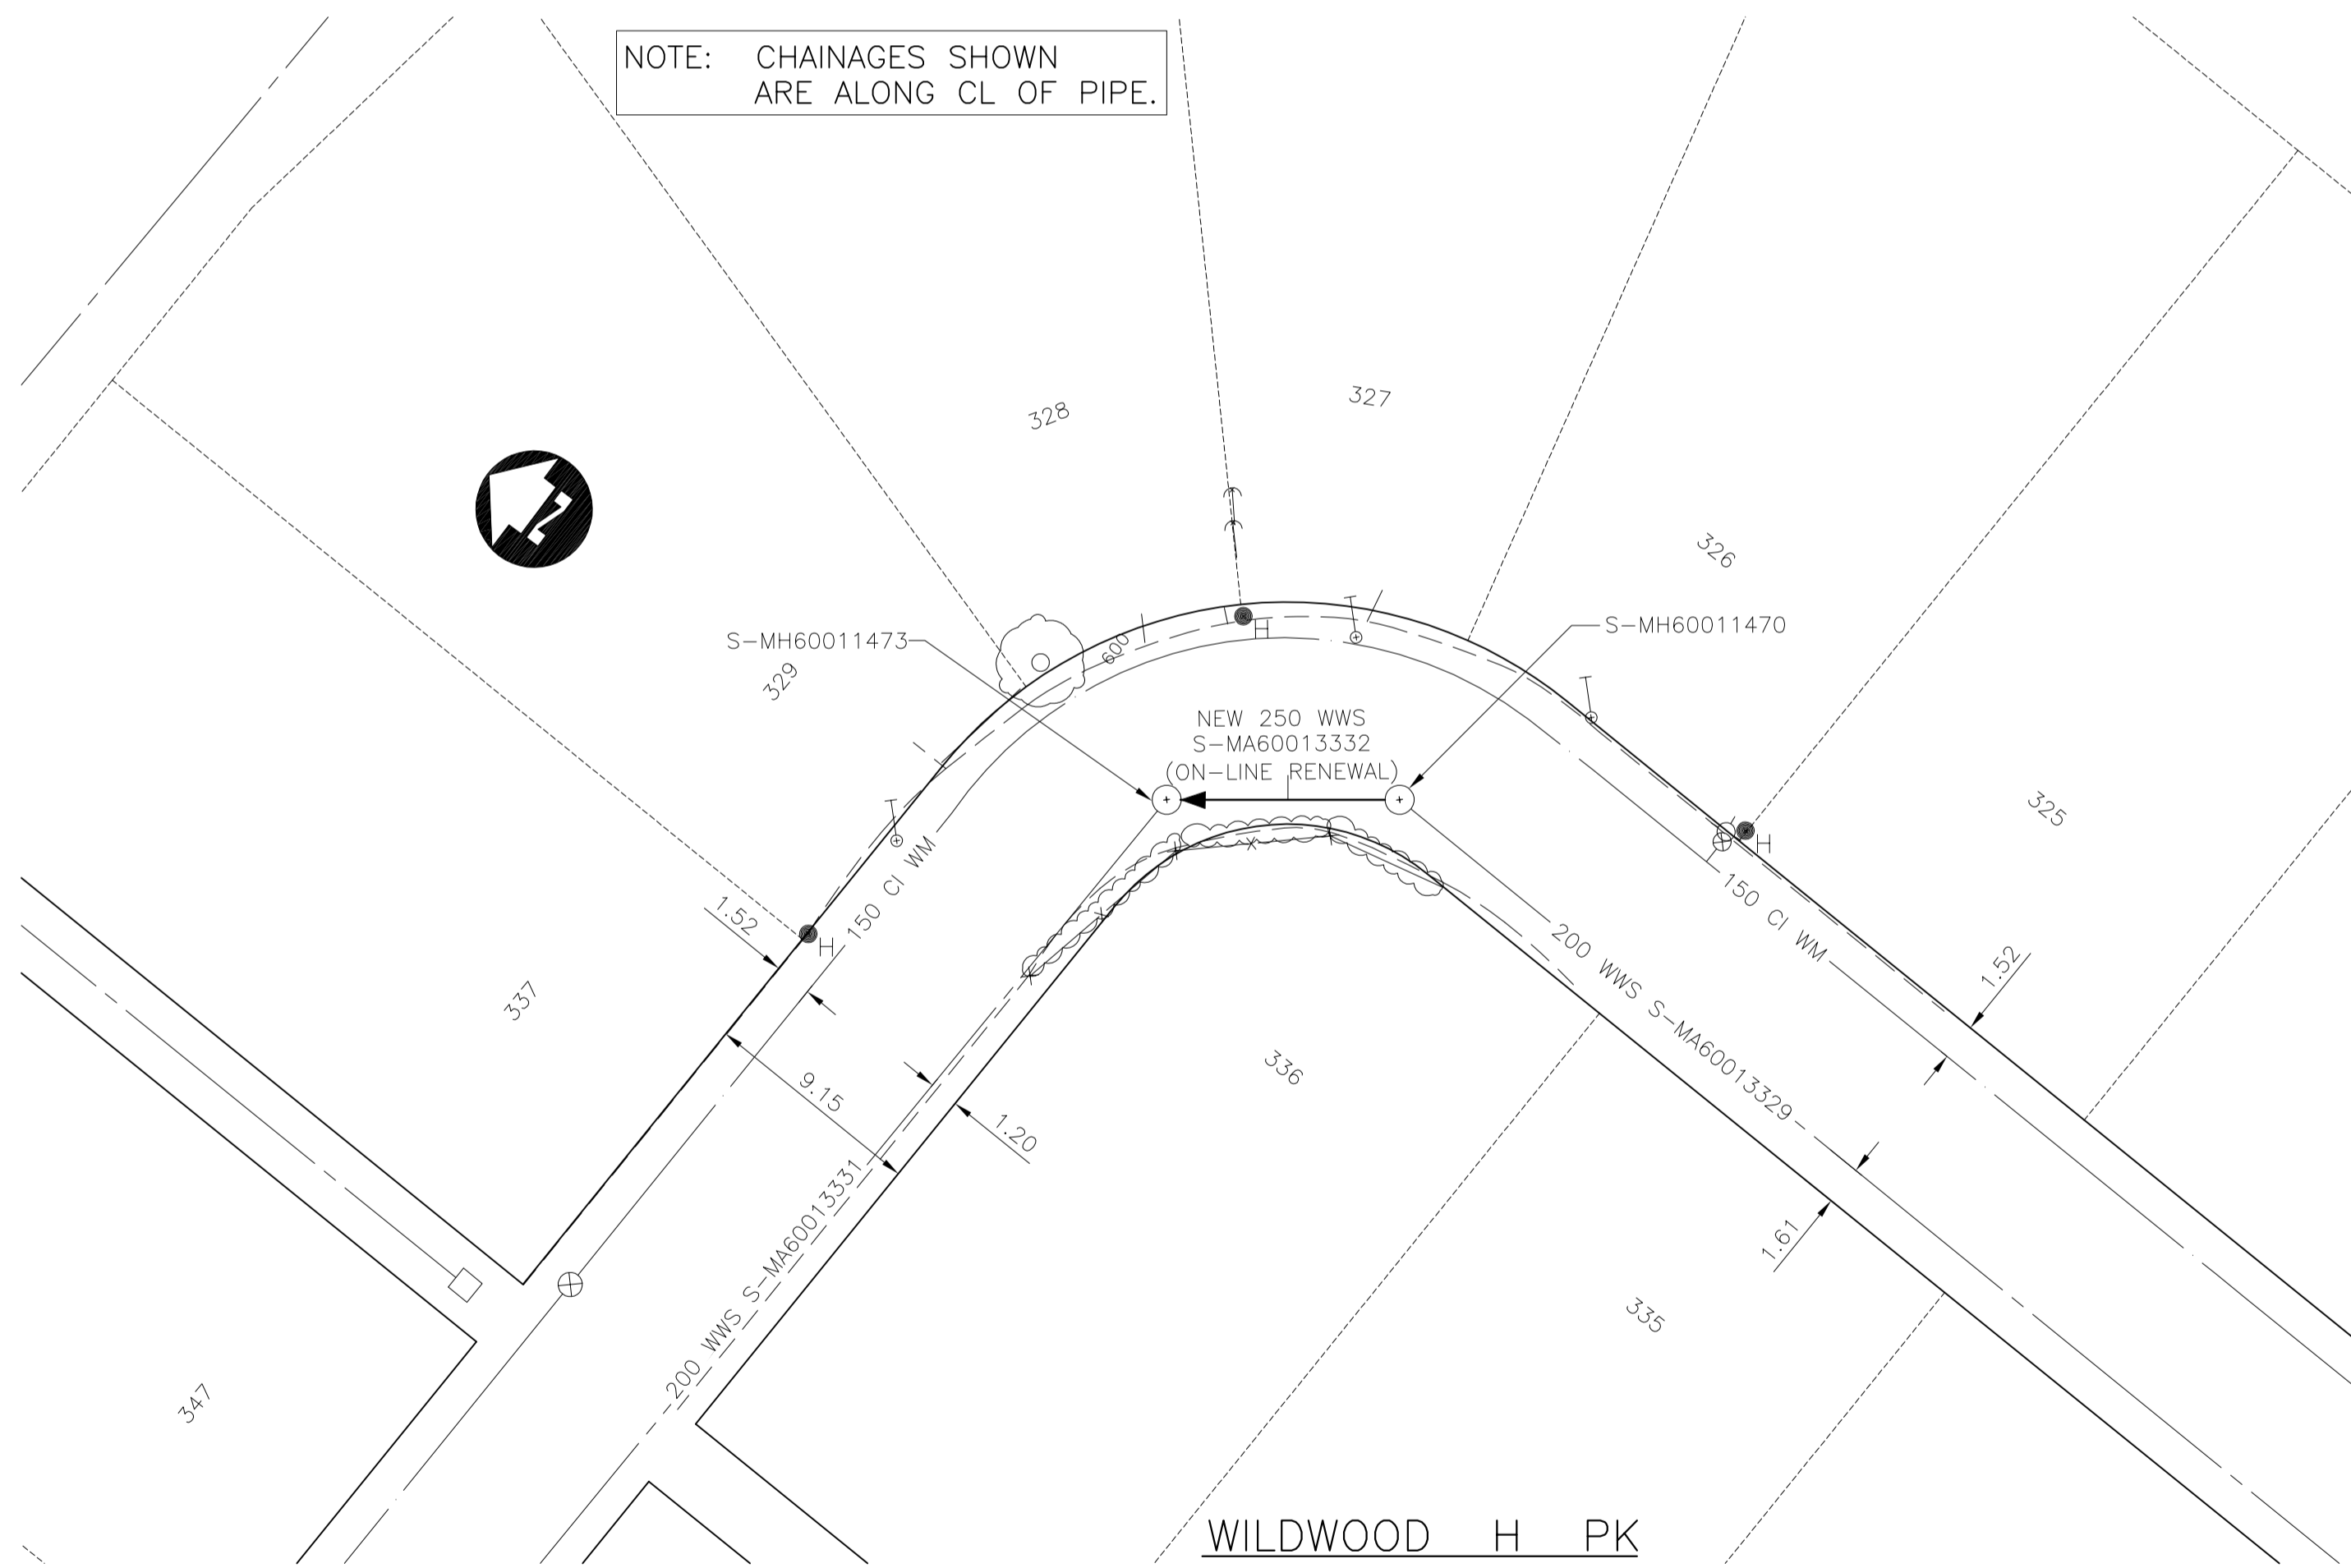 NOTE: CHAINAGES SHOWN
ARE ALONG CL OF PIPE.
328
327
326
S-MH60011473
S-MH60011470
600
H
329
NEW 250 WWS
S-MA60013332
(ON-LINE RENEWAL)
325
H
150 CI WM
150 CI WM
1.52
H
200 WWS S-MA60013329
1.52
337
336
9.15
1.20
200 WWS S-MA60013331
1.61
335
347
WILDWOOD H PK